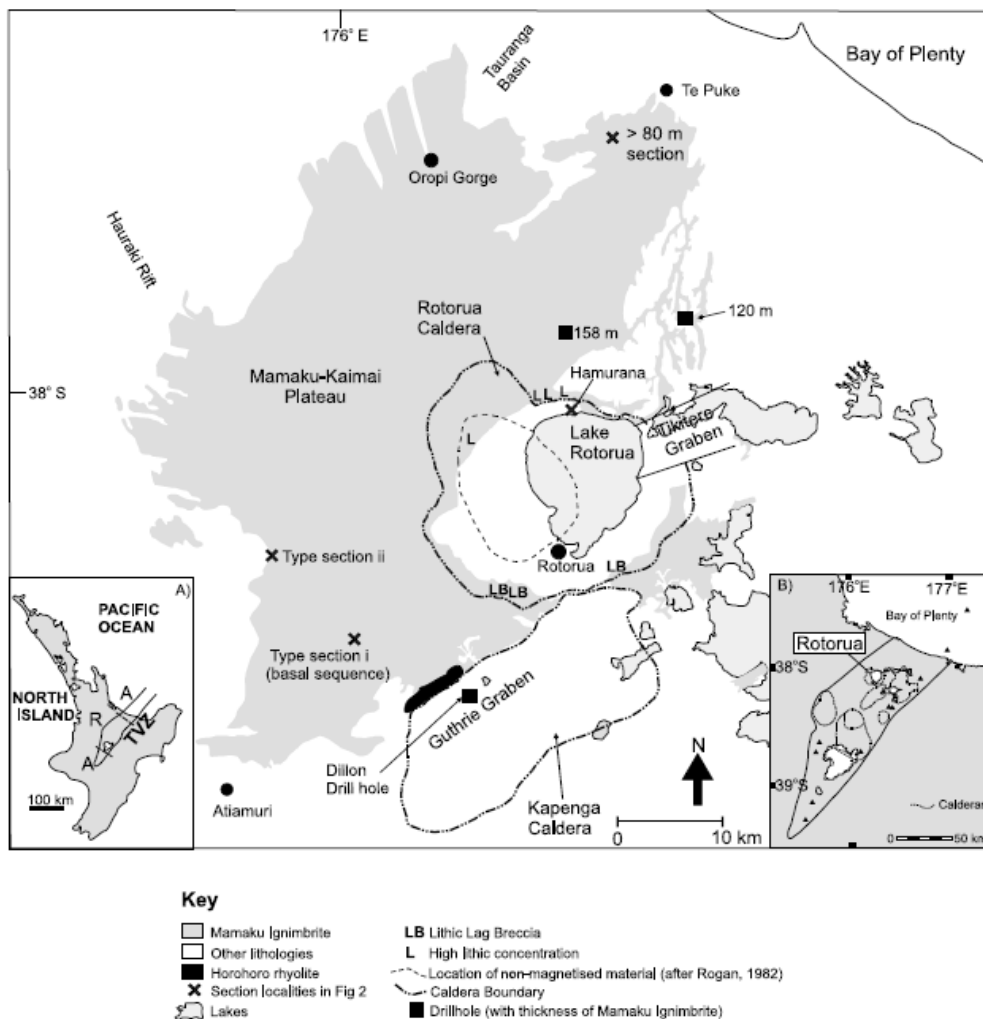 176° E
Bay of Plenty
Tauranga
Basin
Te Puke
> 80 m
section
Oropi Gorge
Hauraki Rift
Rotorua
Caldera
120 m
158 m
Hamurana
38° S
Mamaku-Kaimai
Plateau
L L L
L
Lake
Rotorua
Tikitere
Graben
Type section ii
Rotorua
LB
LBLB
Type section i
(basal sequence)
Guthrie Graben
Dillon
Drill hole
Atiamuri
Kapenga
Caldera
N
0 10 km
A)
PACIFIC
OCEAN
NORTH
ISLAND
A
R
TVZ
A
100 km
B)
176°E 177°E
Bay of Plenty
Rotorua
38°S
39°S
Calderas
0 50 km
Key
Mamaku Ignimbrite
Other lithologies
Horohoro rhyolite
Section localities in Fig 2
Lakes
LB Lithic Lag Breccia
L High lithic concentration
Location of non-magnetised material (after Rogan, 1982)
Caldera Boundary
Drillhole (with thickness of Mamaku Ignimbrite)